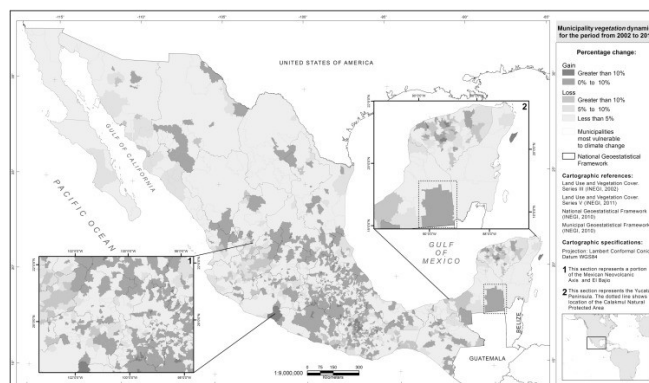 Municipality vegetation dynami
for the period from 2002 to 201
Percentage change:
Gain
Greater than 10%
0% to 10%
Loss
Greater than 10%
5% to 10%
Less than 5%
Municipalities
most vulnerable
to climate change
National Geoestatistical
Framework
Cartographic references:
Land Use and Vegetation Cover.
Series III (INEGI, 2002)
Land Use and Vegetation Cover.
Series V (INEGI, 2011)
National Geoestatistical Framework
(INEGI, 2010)
Municipal Geoestatistical Framework
(INEGI, 2010)
Cartographic specifications:
Projection: Lambert Conformal Conic
Datum WGS84
1 This section represents a portion
of the Mexican Neovolcanic
Axis and El Bajío
2 This section represents the Yucat
Peninsula. The dotted line shows
location of the Calakmul Natural
Protected Area
UNITED STATES OF AMERICA
GULF OF CALIFORNIA
PACIFIC OCEAN
GULF
OF
MEXICO
BELIZE
GUATEMALA
1
2
1:9,000,000